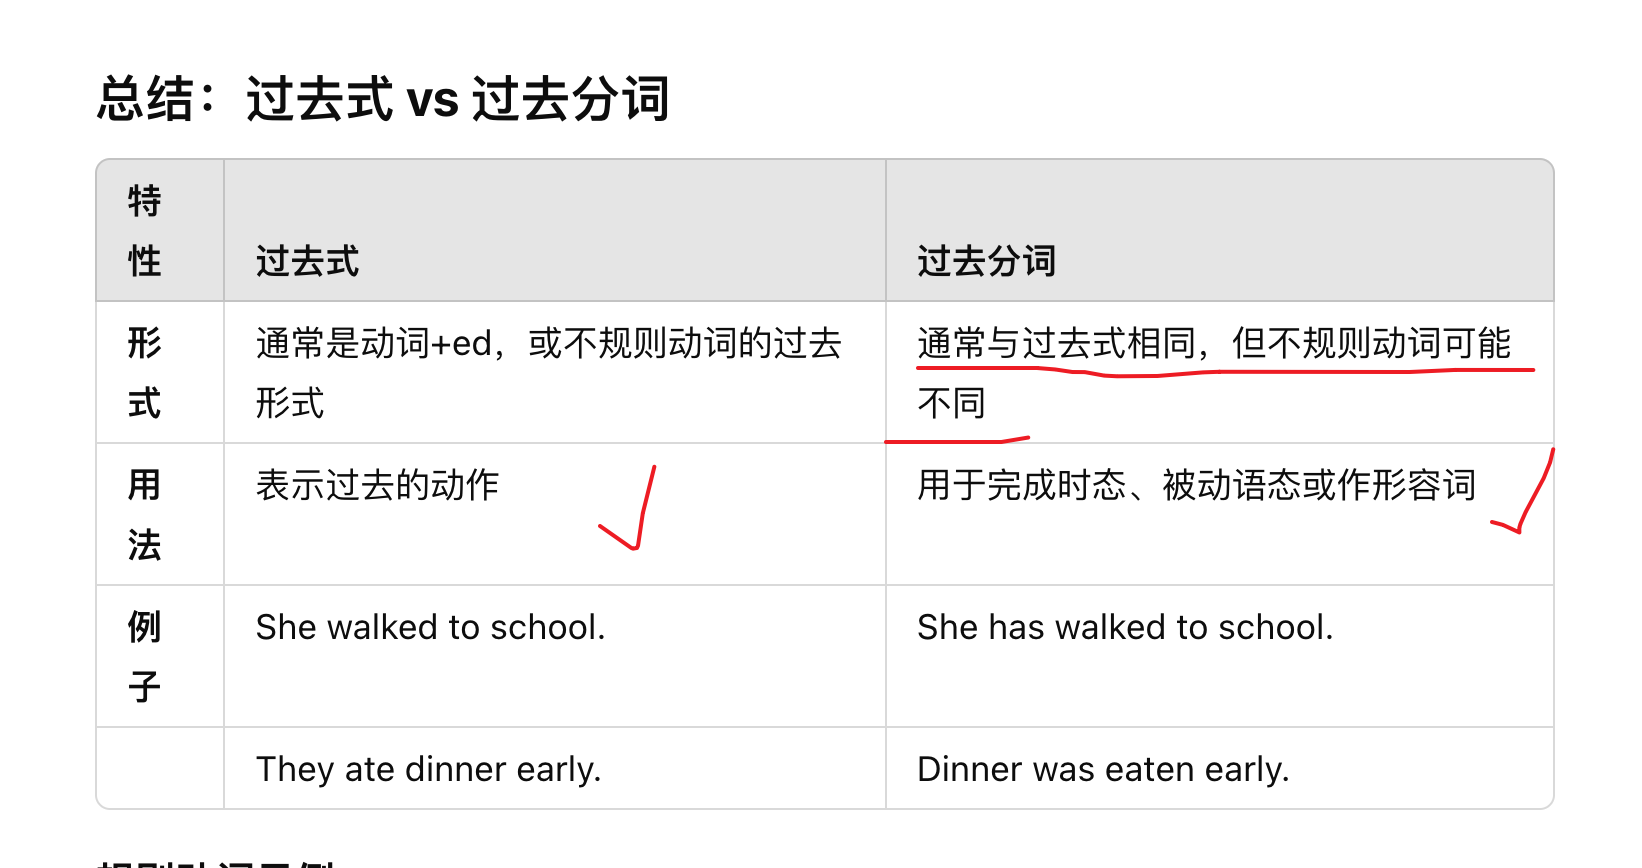 总结：过去式 vs 过去分词
特
性
过去式
过去分词
形
式
通常是动词+ed，或不规则动词的过去
形式
通常与过去式相同，但不规则动词可能
不同
用
法
表示过去的动作
用于完成时态、被动语态或作形容词
例
子
She walked to school.
She has walked to school.
They ate dinner early.
Dinner was eaten early.